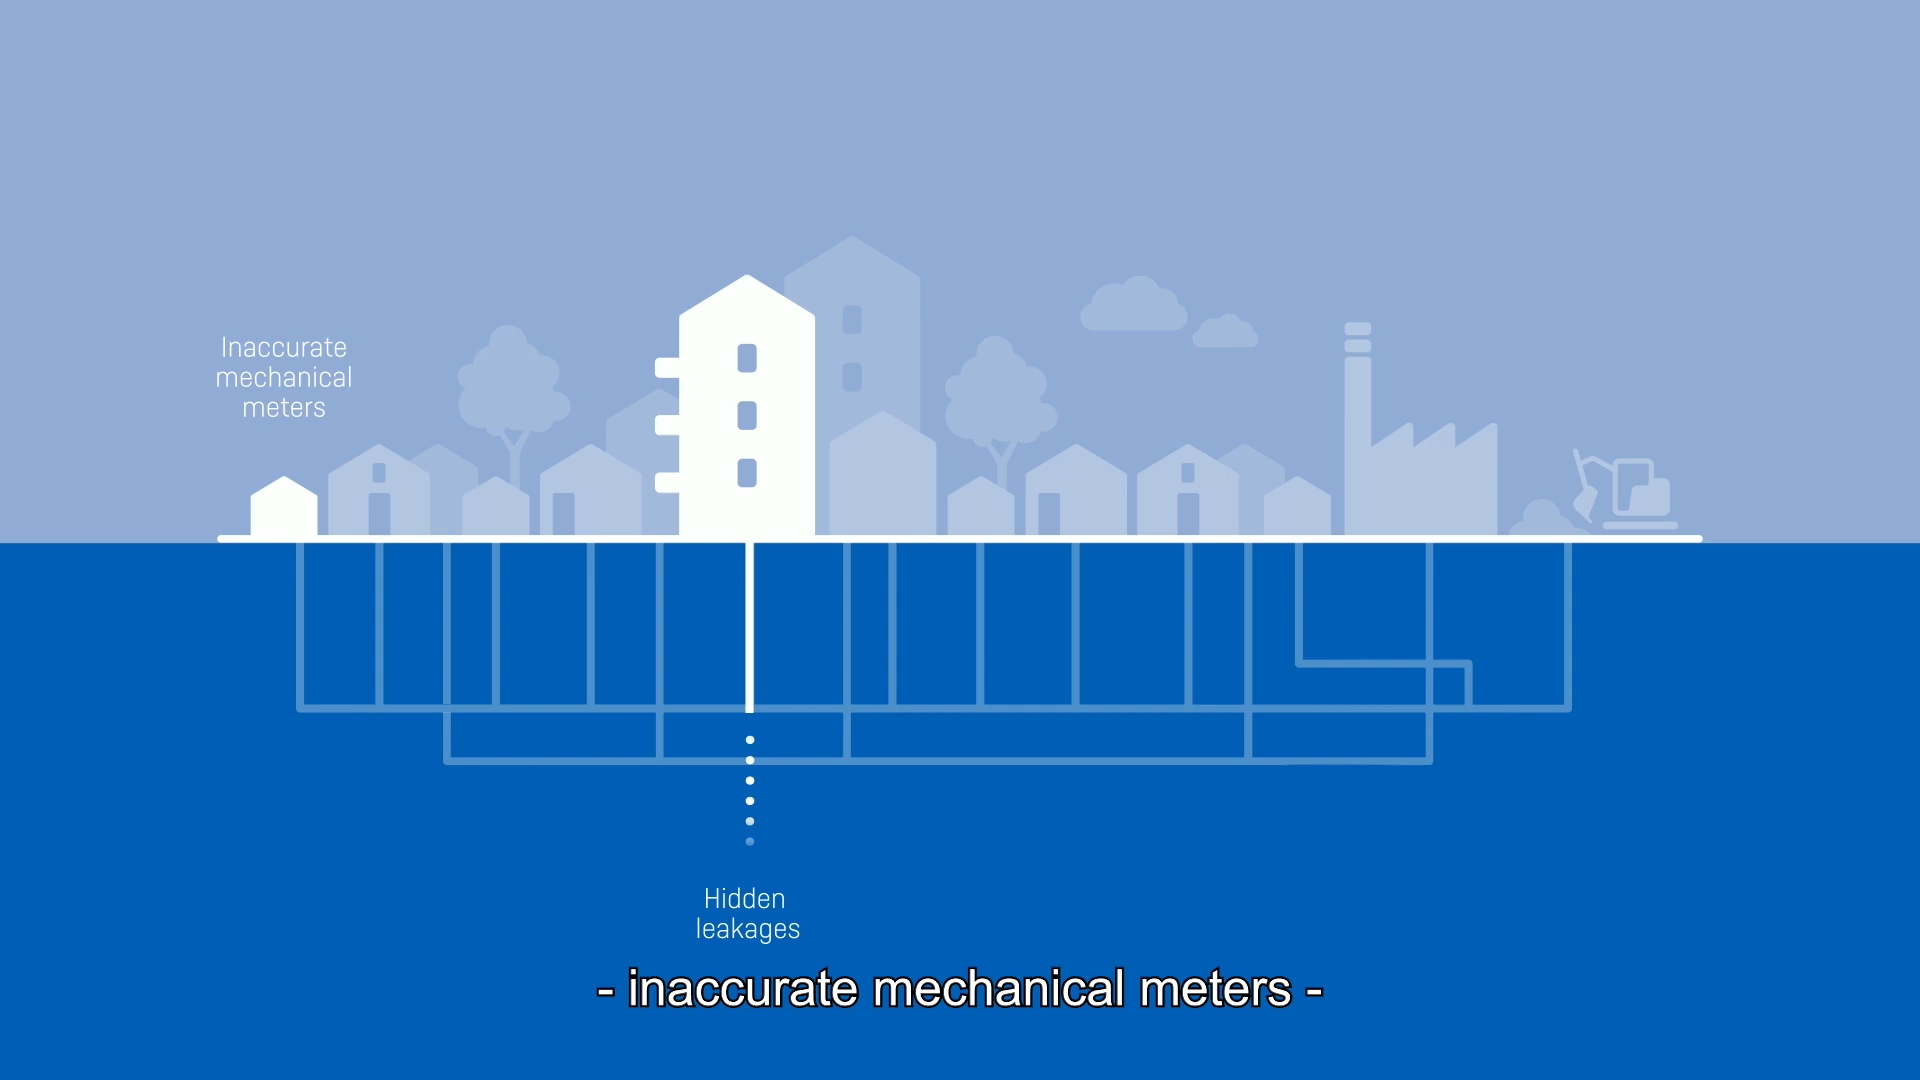 Inaccurate
mechanical
meters
Hidden
leakages
- inaccurate mechanical meters -